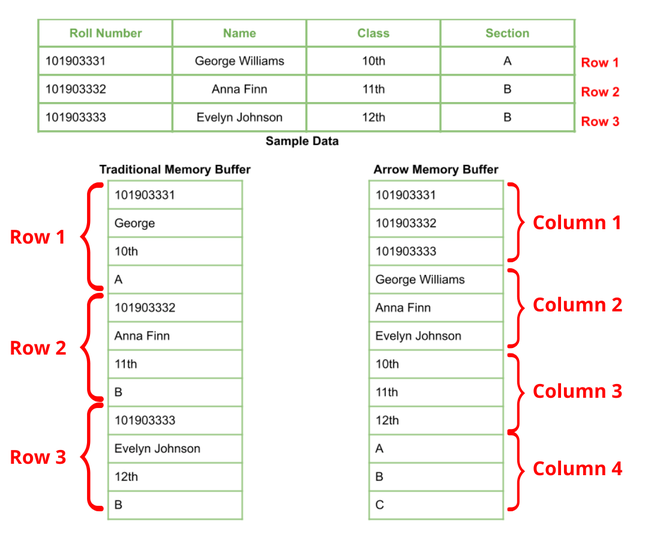 Roll Number Name Class Section
101903331 George Williams 10th A Row 1
101903332 Anna Finn 11th B Row 2
101903333 Evelyn Johnson 12th B Row 3
Sample Data
Traditional Memory Buffer
Row 1
101903331
George
10th
A
Row 2
101903332
Anna Finn
11th
B
Row 3
101903333
Evelyn Johnson
12th
B
Arrow Memory Buffer
101903331
101903332
101903333
Column 1
George Williams
Anna Finn
Evelyn Johnson
Column 2
10th
11th
12th
Column 3
A
B
C
Column 4